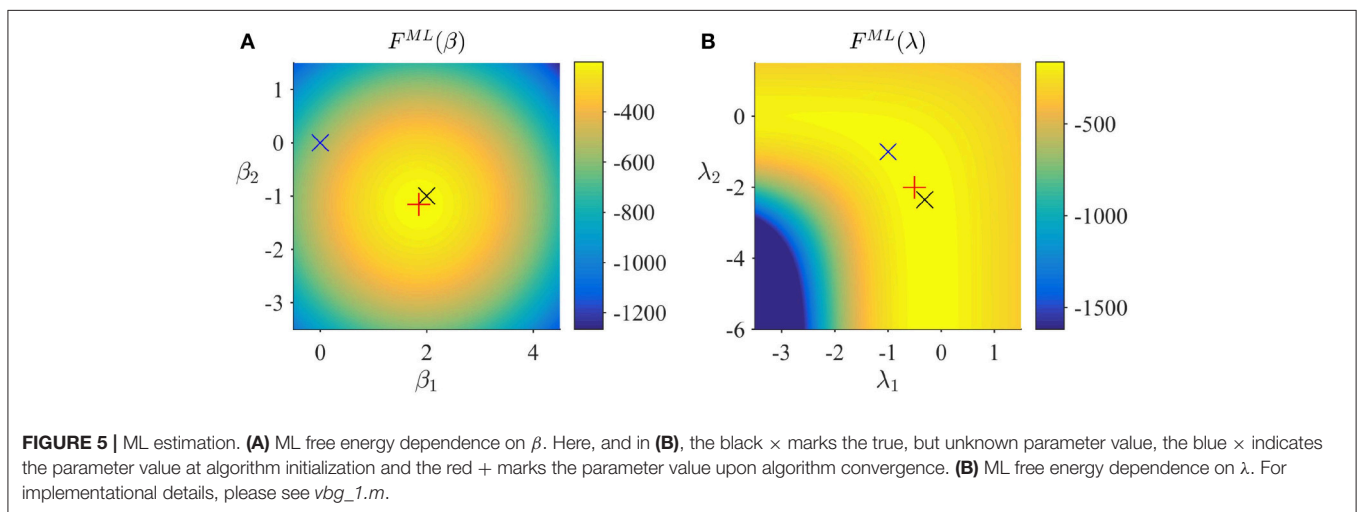 A
F^{ML}(β)
1
0
β₂
-1
-2
-3
0
2
4
β₁
-400
-600
-800
-1000
-1200
B
F^{ML}(λ)
0
λ₂
-2
-4
-6
-3
-2
-1
0
1
λ₁
-500
-1000
-1500
FIGURE 5 | ML estimation. (A) ML free energy dependence on β. Here, and in (B), the black × marks the true, but unknown parameter value, the blue × indicates
the parameter value at algorithm initialization and the red + marks the parameter value upon algorithm convergence. (B) ML free energy dependence on λ. For
implementational details, please see vbg_1.m.